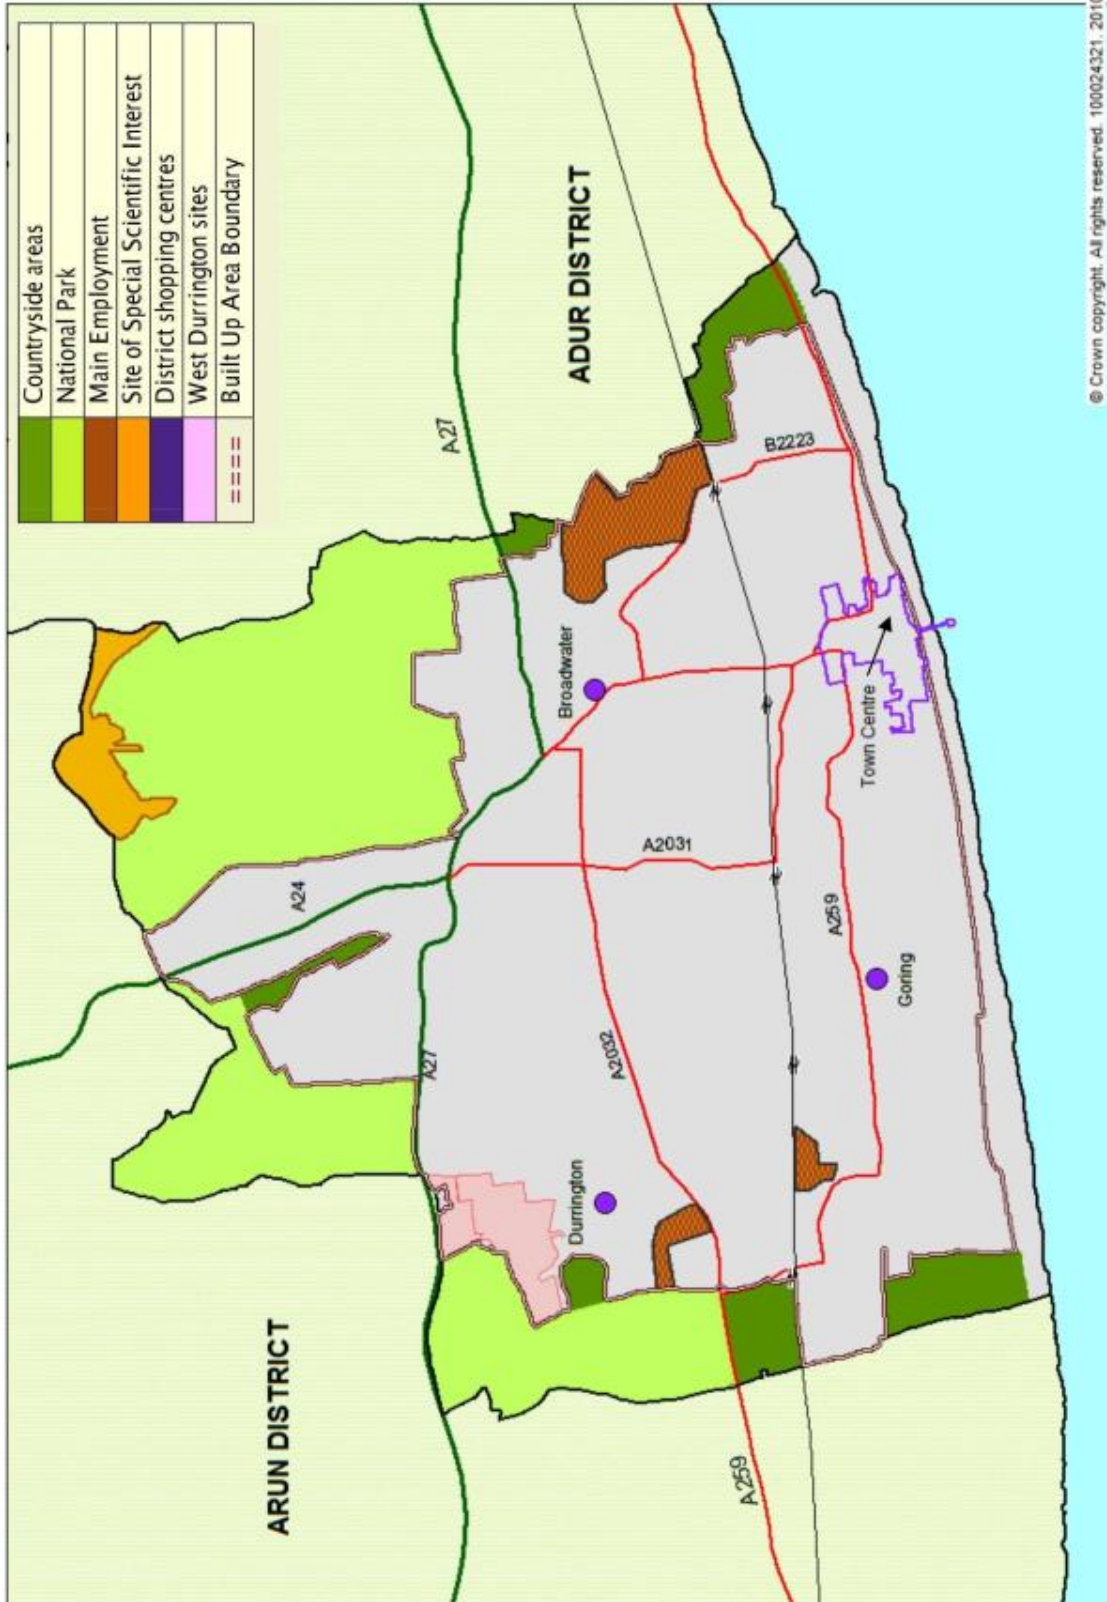 Countryside areas
National Park
Main Employment
Site of Special Scientific Interest
District shopping centres
West Durrington sites
Built Up Area Boundary
ARUN DISTRICT
ADUR DISTRICT
A27
A24
A27
Broadwater
Durrington
A2032
A2031
B2223
A259
A259
Goring
Town Centre
© Crown copyright. All rights reserved. 100024321. 2010